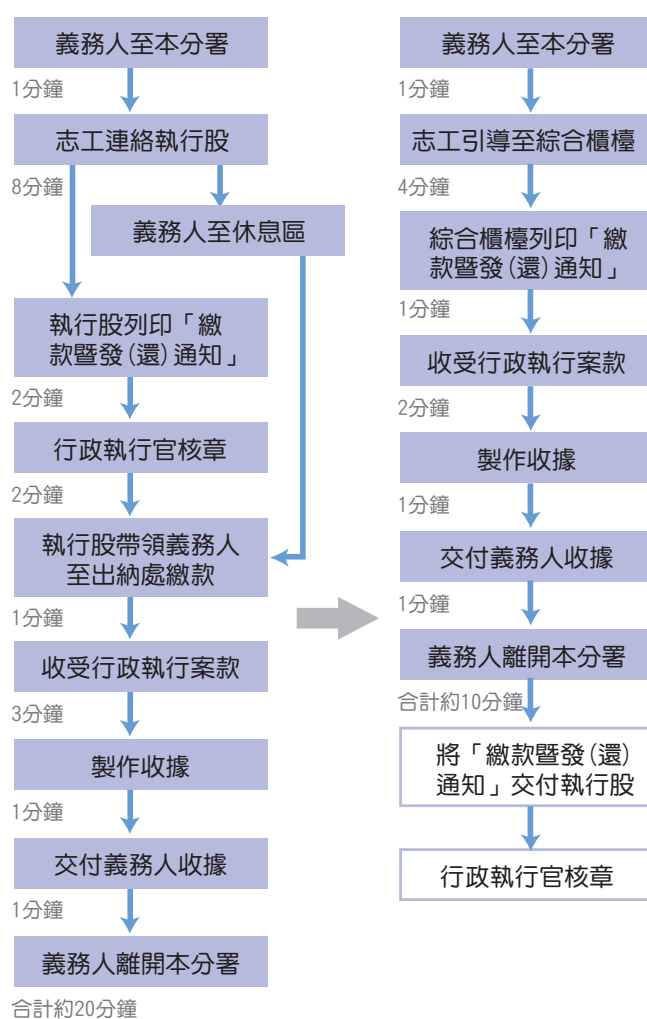 義務人至本分署
1分鐘
志工連絡執行股
8分鐘
義務人至休息區
執行股列印「繳
款暨發(還)通知」
2分鐘
行政執行官核章
2分鐘
執行股帶領義務人
至出納處繳款
1分鐘
收受行政執行案款
3分鐘
製作收據
1分鐘
交付義務人收據
1分鐘
義務人離開本分署
合計約20分鐘
義務人至本分署
1分鐘
志工引導至綜合櫃檯
4分鐘
綜合櫃檯列印「繳
款暨發(還)通知」
1分鐘
收受行政執行案款
2分鐘
製作收據
1分鐘
交付義務人收據
1分鐘
義務人離開本分署
合計約10分鐘
將「繳款暨發(還)
通知」交付執行股
行政執行官核章